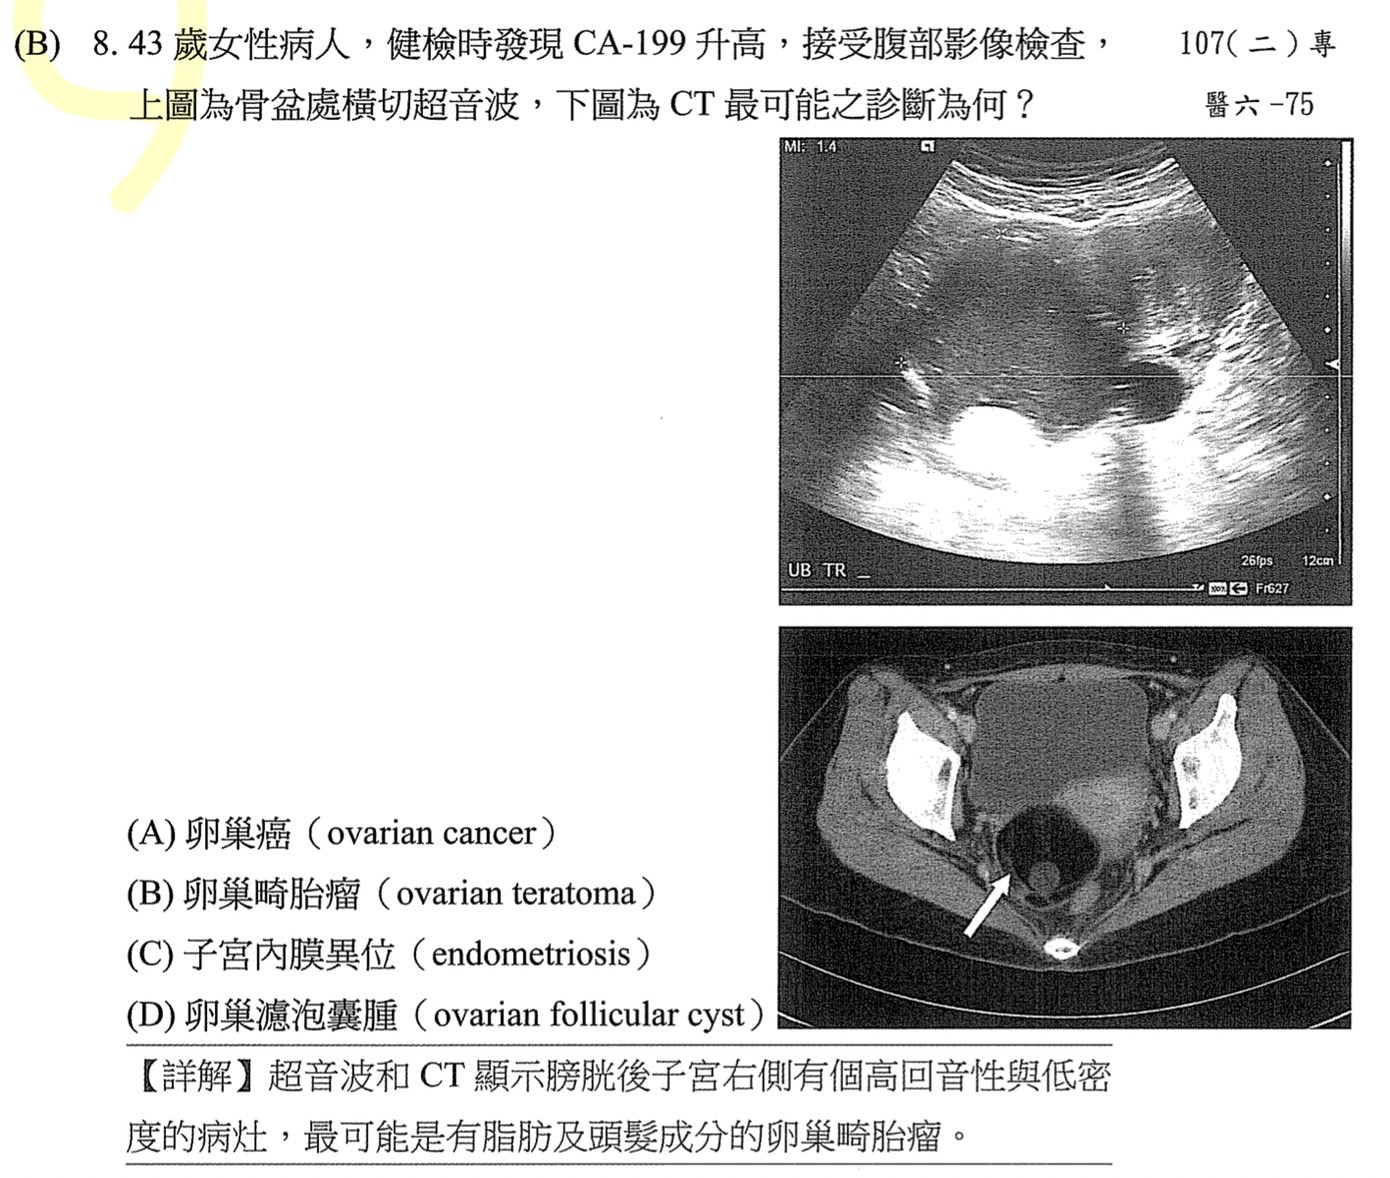 (B) 8. 43 歲女性病人，健檢時發現 CA-199 升高，接受腹部影像檢查， 107(二)專
上圖為骨盆處橫切超音波，下圖為 CT 最可能之診斷為何？ 醫六-75
MI: 1.4
UB TR _
26fps 12cm
100% Fr627
(A) 卵巢癌（ovarian cancer）
(B) 卵巢畸胎瘤（ovarian teratoma）
(C) 子宮內膜異位（endometriosis）
(D) 卵巢濾泡囊腫（ovarian follicular cyst）
【詳解】超音波和 CT 顯示膀胱後子宮右側有個高回音性與低密
度的病灶，最可能是有脂肪及頭髮成分的卵巢畸胎瘤。